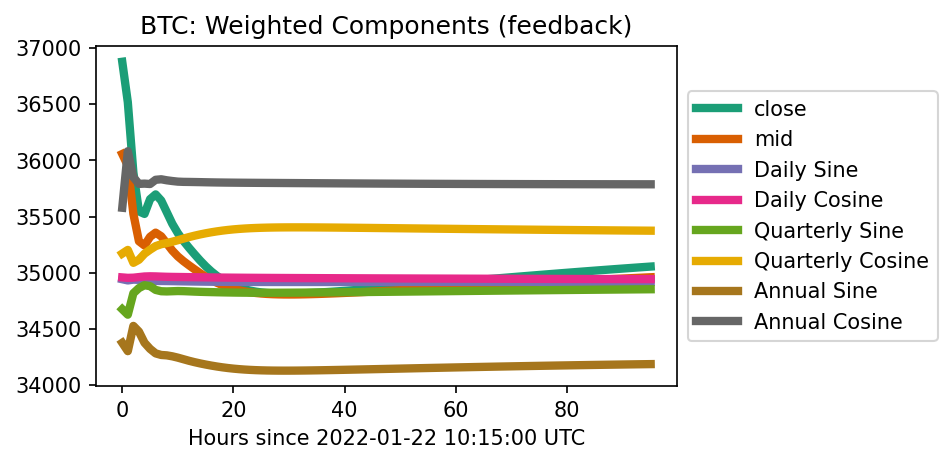 BTC: Weighted Components (feedback)
37000
36500
36000
35500
35000
34500
34000
0 20 40 60 80
Hours since 2022-01-22 10:15:00 UTC
close
mid
Daily Sine
Daily Cosine
Quarterly Sine
Quarterly Cosine
Annual Sine
Annual Cosine